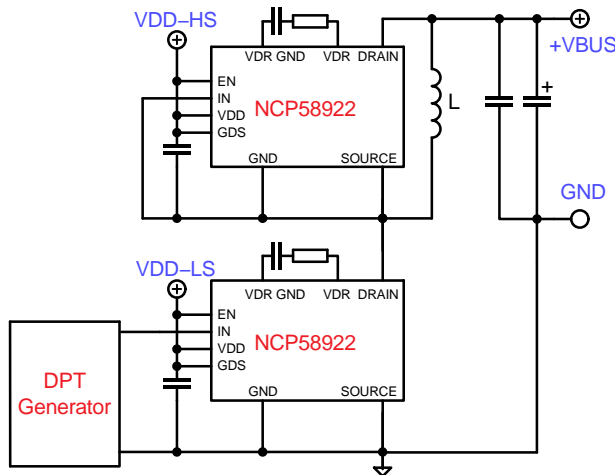 VDD–HS
+VBUS
VDR GND
VDR
DRAIN
EN
IN
VDD
GDS
NCP58922
L
GND
SOURCE
GND
VDD–LS
VDR GND
VDR
DRAIN
EN
IN
VDD
GDS
NCP58922
GND
SOURCE
DPT
Generator